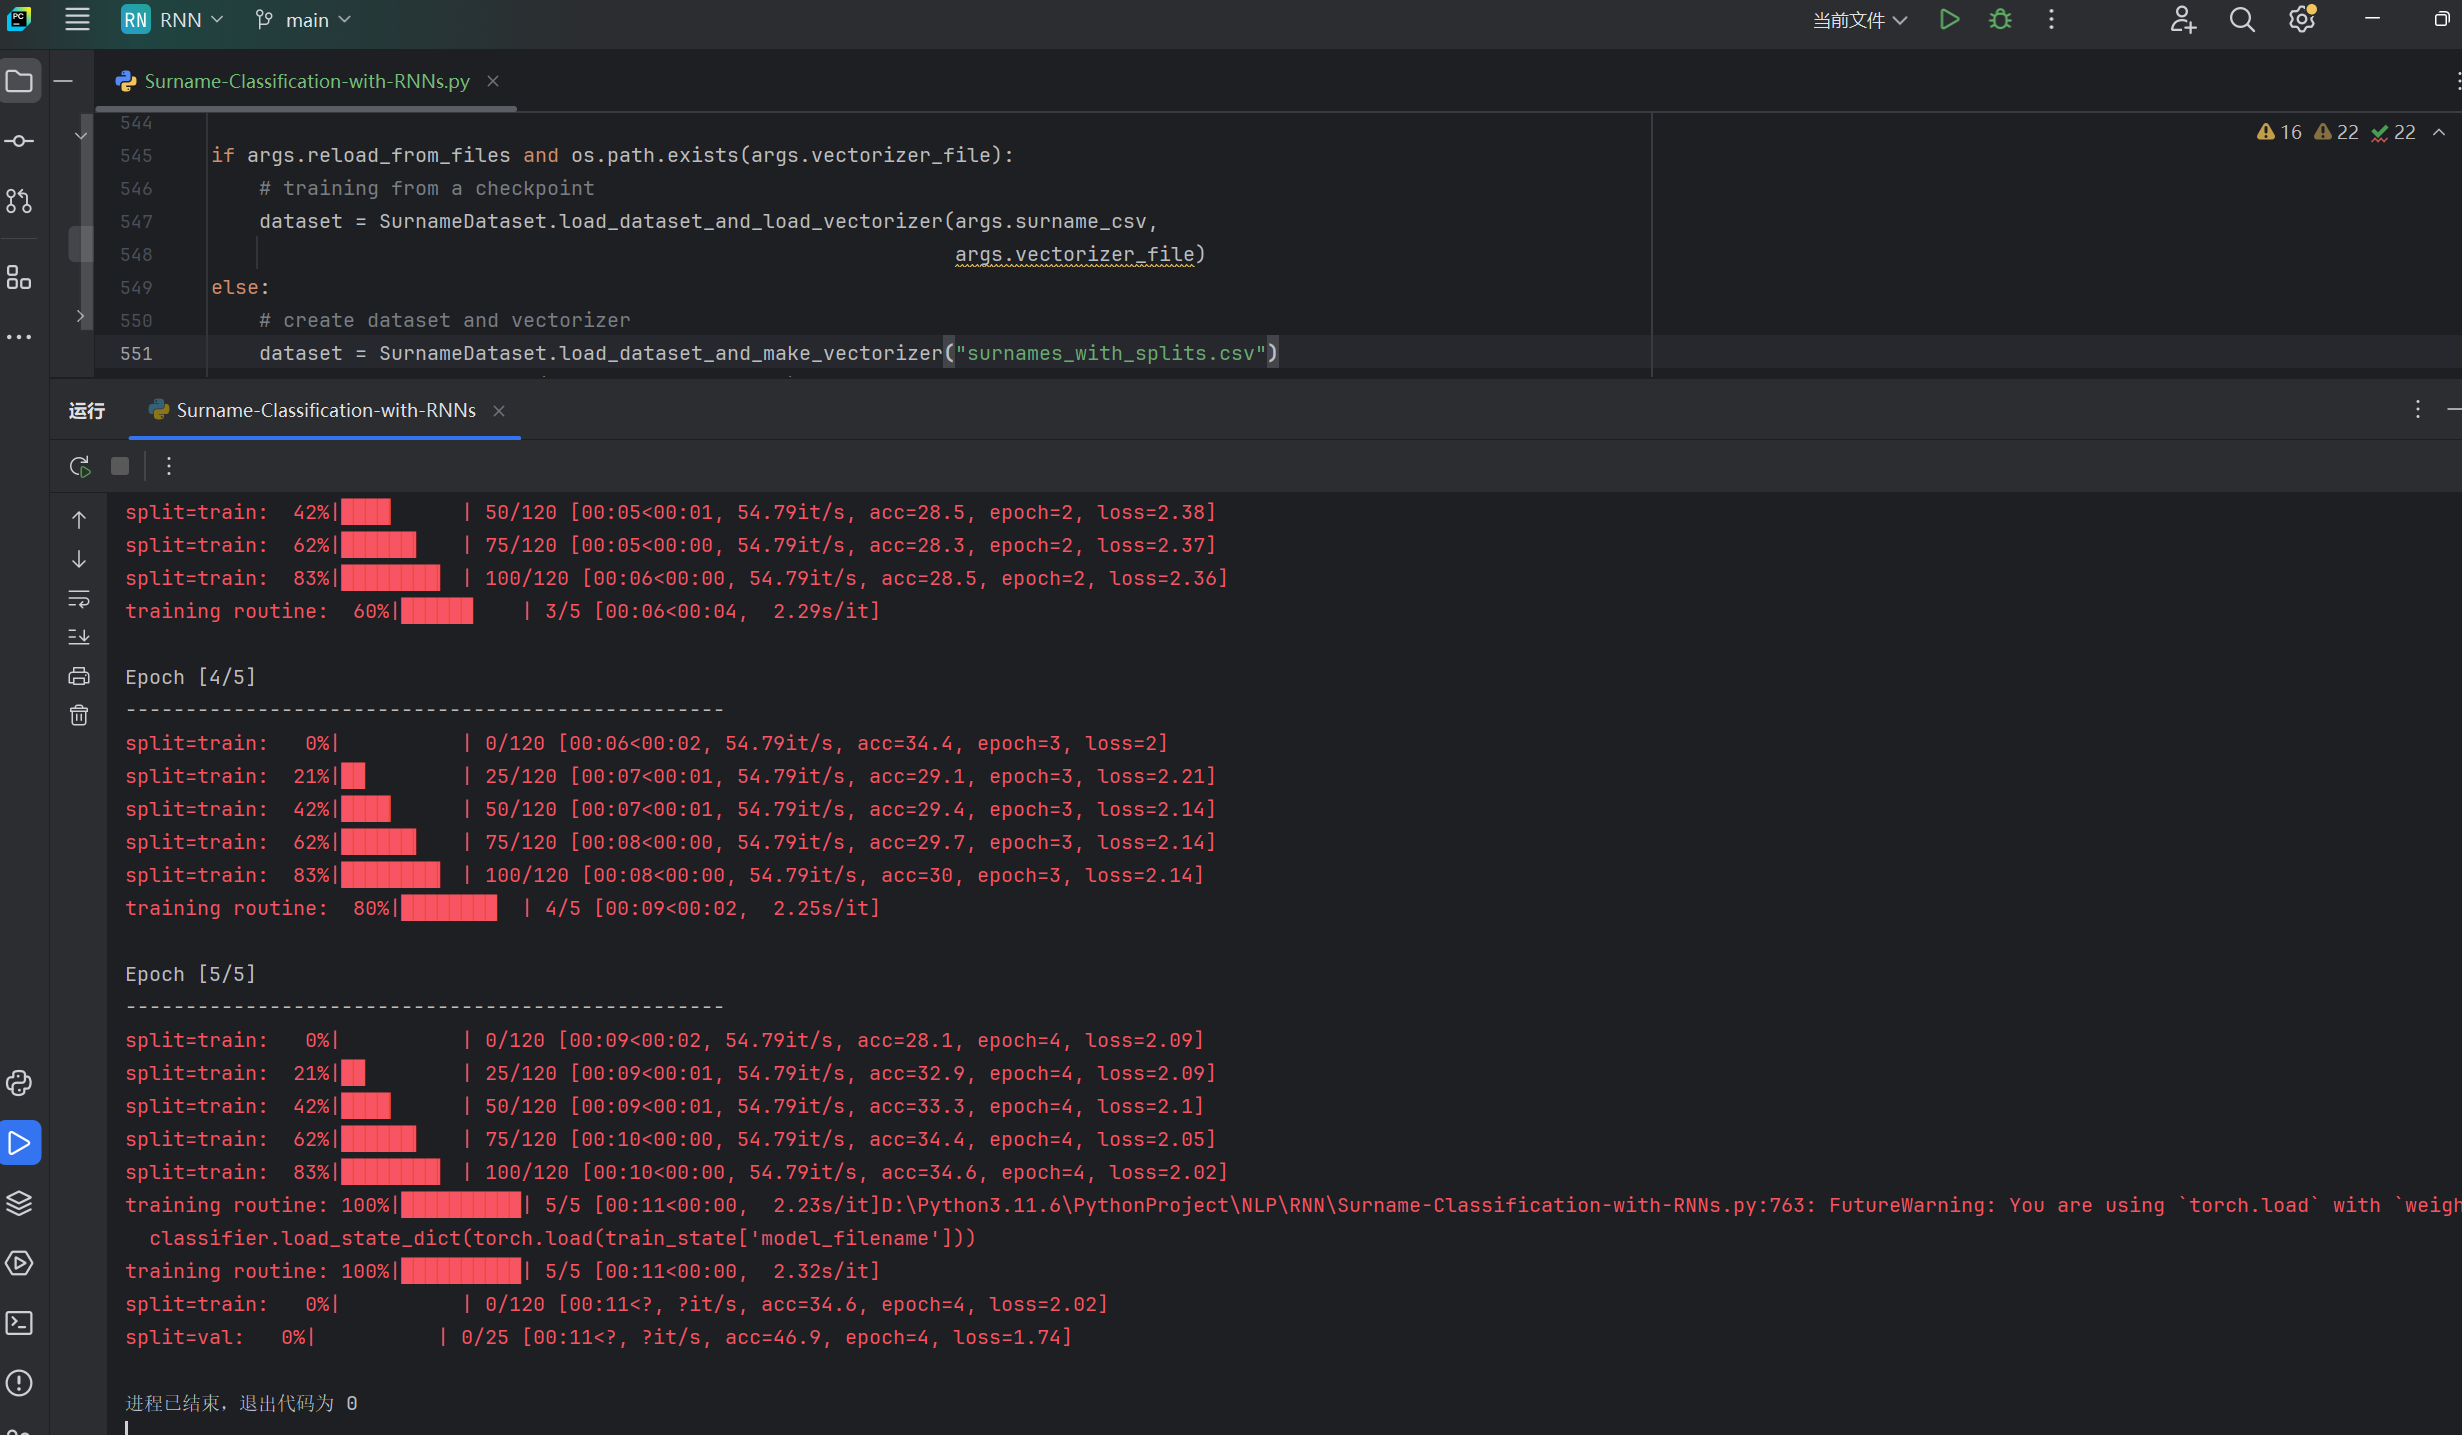 PC
RN RNN main 当前文件
Surname-Classification-with-RNNs.py
544
16 22 22
545 if args.reload_from_files and os.path.exists(args.vectorizer_file):
546 # training from a checkpoint
547 dataset = SurnameDataset.load_dataset_and_load_vectorizer(args.surname_csv,
548 args.vectorizer_file)
549 else:
550 # create dataset and vectorizer
551 dataset = SurnameDataset.load_dataset_and_make_vectorizer("surnames_with_splits.csv")
运行 Surname-Classification-with-RNNs
split=train:  42%|████      | 50/120 [00:05<00:01, 54.79it/s, acc=28.5, epoch=2, loss=2.38]
split=train:  62%|██████    | 75/120 [00:05<00:00, 54.79it/s, acc=28.3, epoch=2, loss=2.37]
split=train:  83%|████████  | 100/120 [00:06<00:00, 54.79it/s, acc=28.5, epoch=2, loss=2.36]
training routine:  60%|██████    | 3/5 [00:06<00:04,  2.29s/it]
Epoch [4/5]
--------------------------------------------------
split=train:   0%|          | 0/120 [00:06<00:02, 54.79it/s, acc=34.4, epoch=3, loss=2]
split=train:  21%|██        | 25/120 [00:07<00:01, 54.79it/s, acc=29.1, epoch=3, loss=2.21]
split=train:  42%|████      | 50/120 [00:07<00:01, 54.79it/s, acc=29.4, epoch=3, loss=2.14]
split=train:  62%|██████    | 75/120 [00:08<00:00, 54.79it/s, acc=29.7, epoch=3, loss=2.14]
split=train:  83%|████████  | 100/120 [00:08<00:00, 54.79it/s, acc=30, epoch=3, loss=2.14]
training routine:  80%|████████  | 4/5 [00:09<00:02,  2.25s/it]
Epoch [5/5]
--------------------------------------------------
split=train:   0%|          | 0/120 [00:09<00:02, 54.79it/s, acc=28.1, epoch=4, loss=2.09]
split=train:  21%|██        | 25/120 [00:09<00:01, 54.79it/s, acc=32.9, epoch=4, loss=2.09]
split=train:  42%|████      | 50/120 [00:09<00:01, 54.79it/s, acc=33.3, epoch=4, loss=2.1]
split=train:  62%|██████    | 75/120 [00:10<00:00, 54.79it/s, acc=34.4, epoch=4, loss=2.05]
split=train:  83%|████████  | 100/120 [00:10<00:00, 54.79it/s, acc=34.6, epoch=4, loss=2.02]
training routine: 100%|██████████| 5/5 [00:11<00:00,  2.23s/it]D:\Python3.11.6\PythonProject\NLP\RNN\Surname-Classification-with-RNNs.py:763: FutureWarning: You are using `torch.load` with `weigh
classifier.load_state_dict(torch.load(train_state['model_filename']))
training routine: 100%|██████████| 5/5 [00:11<00:00,  2.32s/it]
split=train:   0%|          | 0/120 [00:11<?, ?it/s, acc=34.6, epoch=4, loss=2.02]
split=val:   0%|          | 0/25 [00:11<?, ?it/s, acc=46.9, epoch=4, loss=1.74]
进程已结束，退出代码为 0